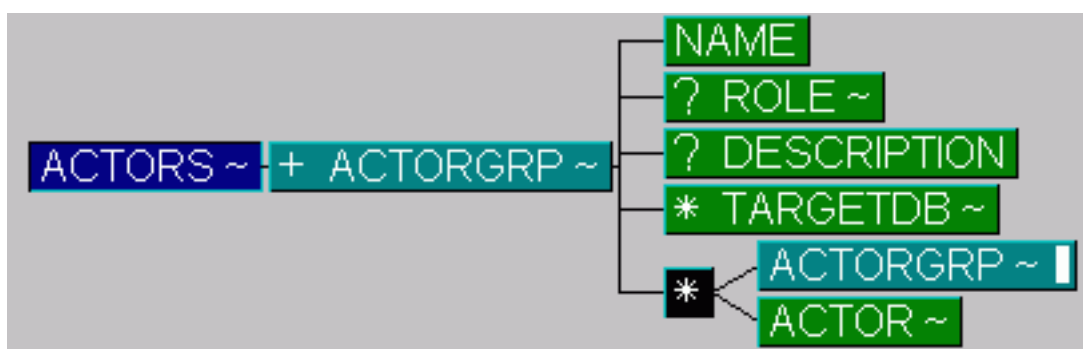 NAME
? ROLE ~
? DESCRIPTION
ACTORS ~ + ACTORGRP ~
* TARGETDB ~
ACTORGRP ~
*
ACTOR ~